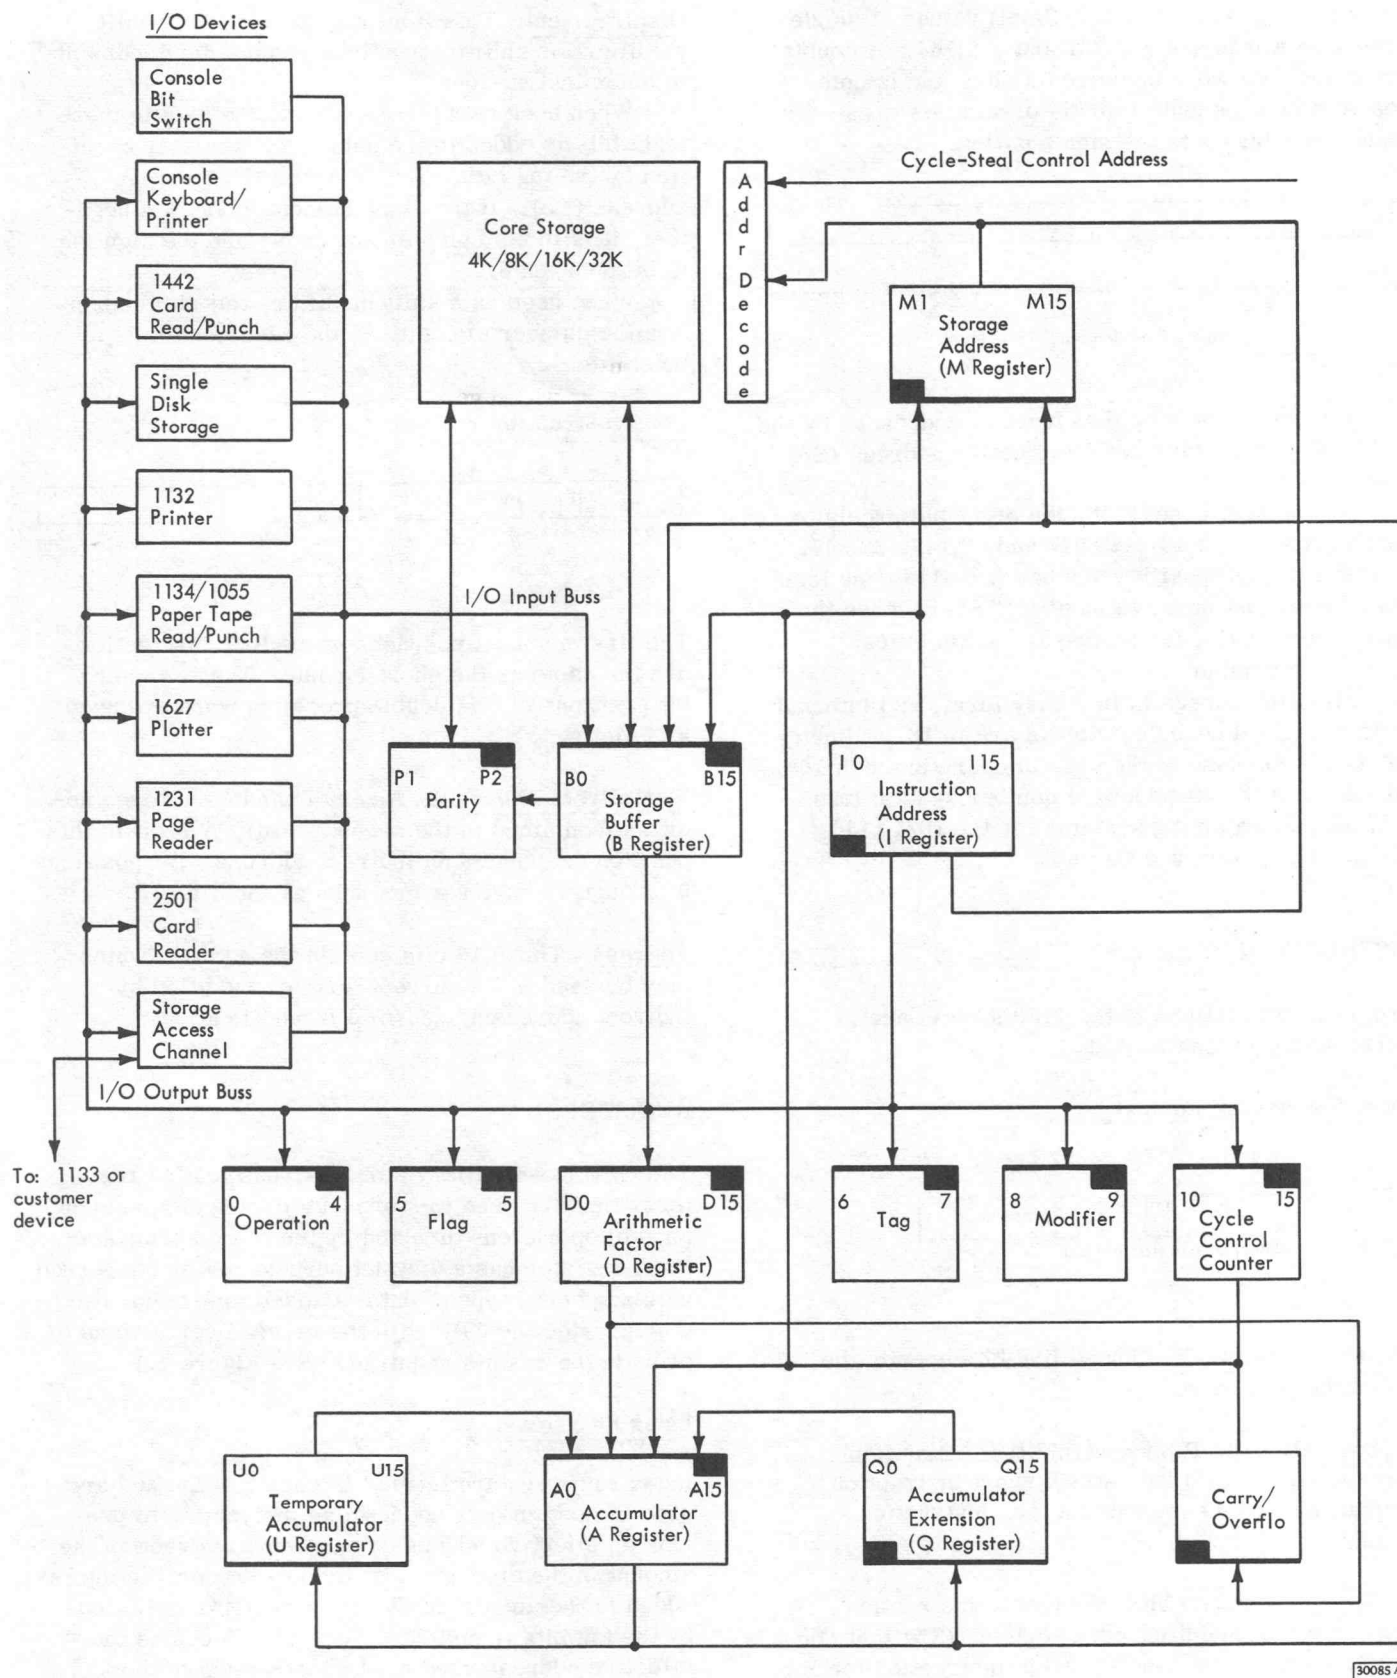 I/O Devices
Console
Bit
Switch
Console
Keyboard/
Printer
1442
Card
Read/Punch
Single
Disk
Storage
1132
Printer
1134/1055
Paper Tape
Read/Punch
1627
Plotter
1231
Page
Reader
2501
Card
Reader
Storage
Access
Channel
I/O Output Buss
To: 1133 or
customer
device
Core Storage
4K/8K/16K/32K
Addr Decode
Cycle-Steal Control Address
M1 M15
Storage
Address
(M Register)
I/O Input Buss
P1 P2
Parity
B0 B15
Storage
Buffer
(B Register)
I 0 I 15
Instruction
Address
(I Register)
0 4
Operation
5 5
Flag
D0 D15
Arithmetic
Factor
(D Register)
6 7
Tag
8 9
Modifier
10 15
Cycle
Control
Counter
U0 U15
Temporary
Accumulator
(U Register)
A0 A15
Accumulator
(A Register)
Q0 Q15
Accumulator
Extension
(Q Register)
Carry/
Overflo